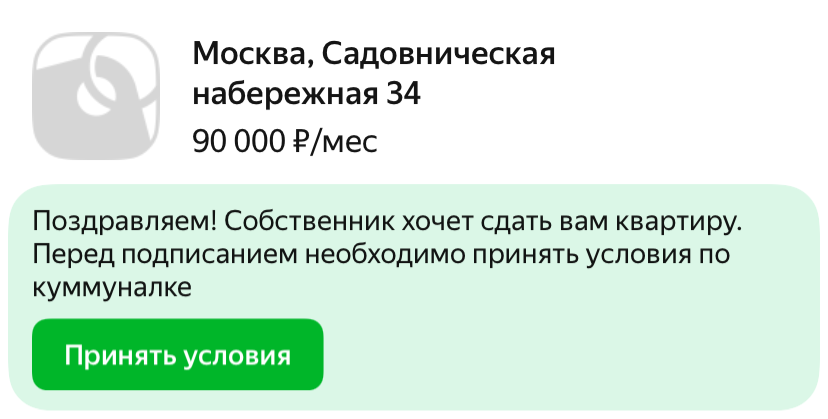 Москва, Садовническая
набережная 34
90 000 ₽/мес
Поздравляем! Собственник хочет сдать вам квартиру.
Перед подписанием необходимо принять условия по
куммуналке
Принять условия